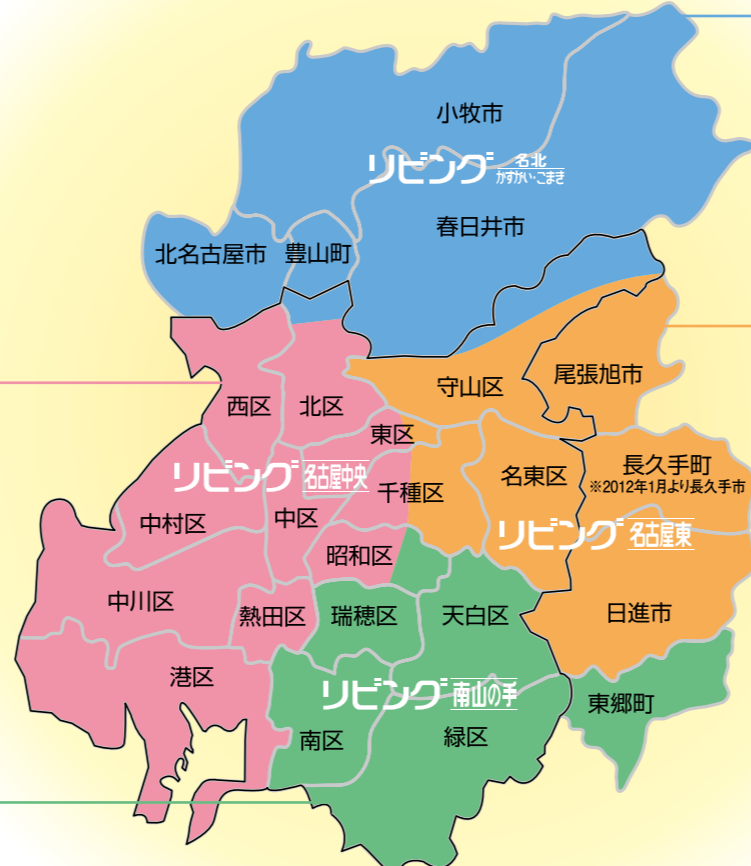 小牧市
リビング 名北 かすがい・こまき
春日井市
北名古屋市
豊山町
尾張旭市
守山区
西区
北区
東区
長久手町
※2012年1月より長久手市
名東区
リビング 名古屋中央
千種区
中村区
中区
リビング 名古屋東
昭和区
中川区
熱田区
瑞穂区
天白区
日進市
港区
リビング 南山の手
東郷町
南区
緑区